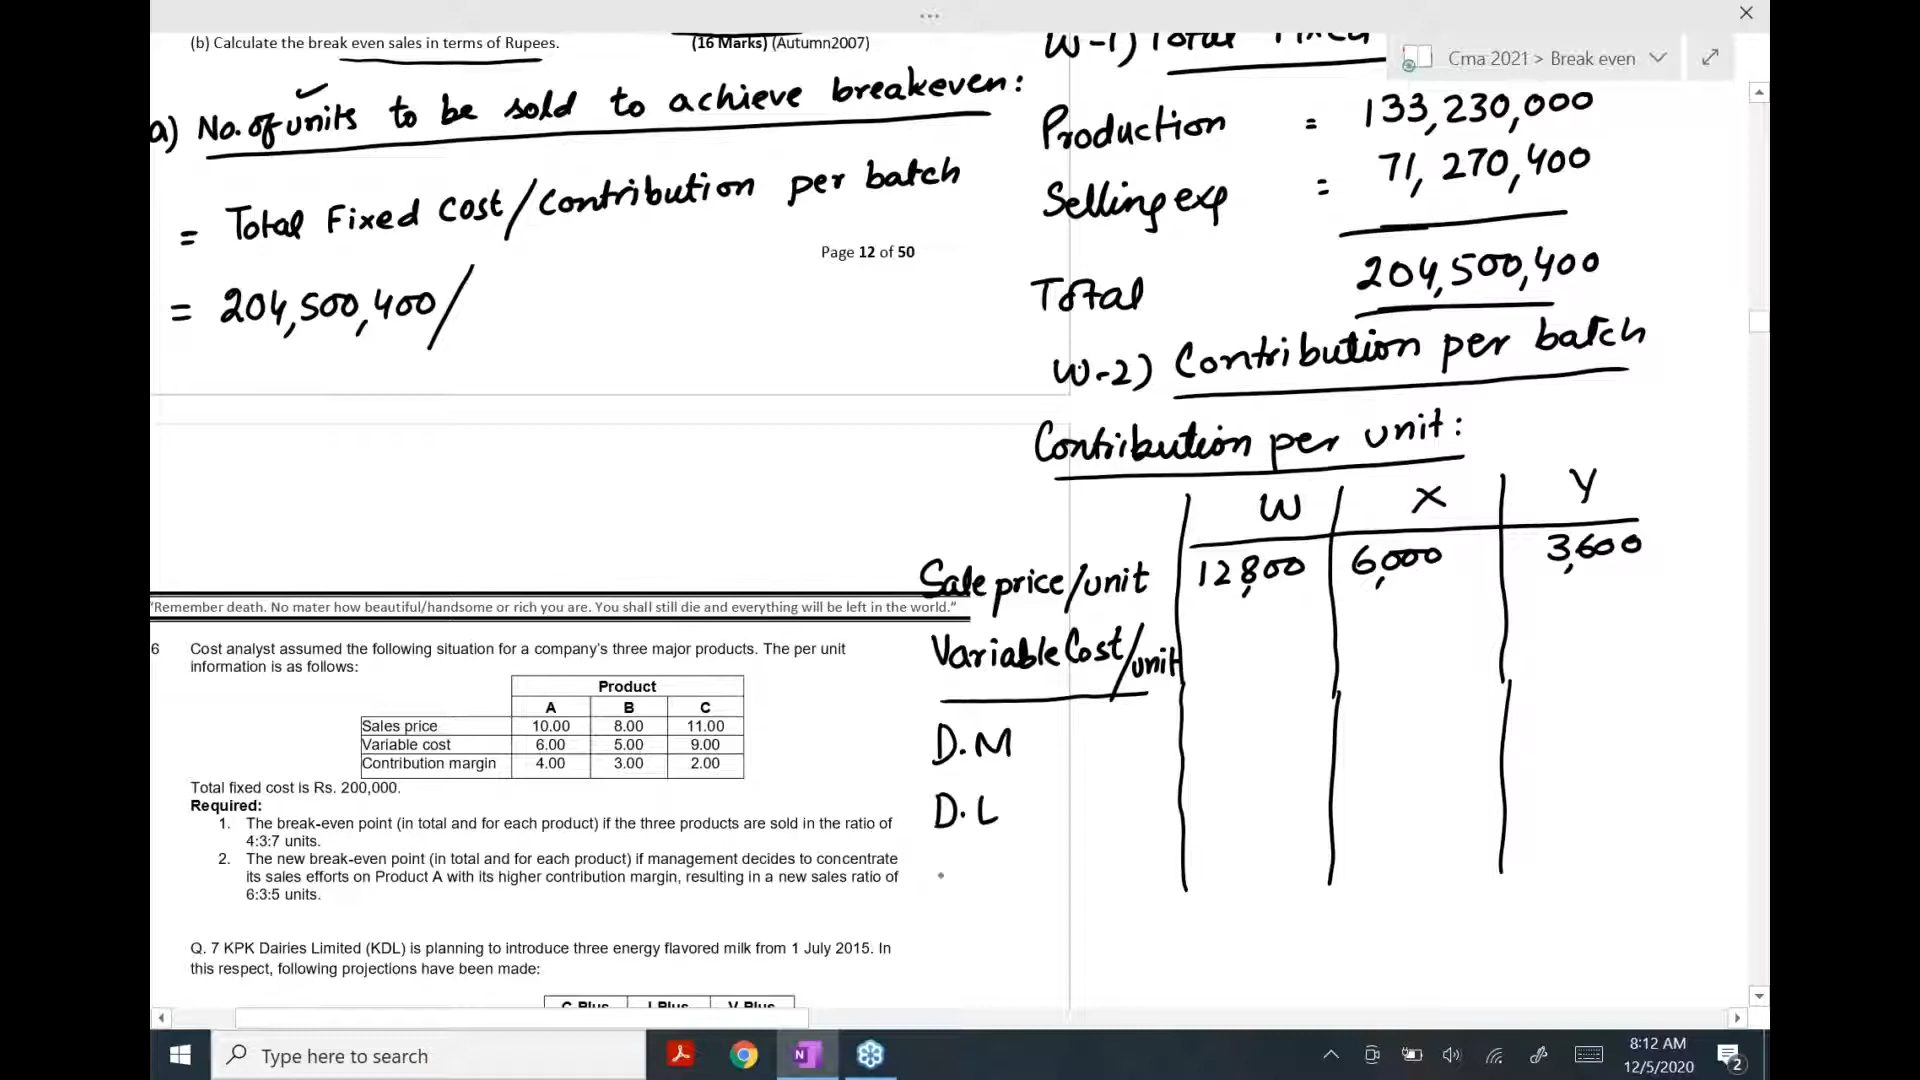 (b) Calculate the break even sales in terms of Rupees. (16 Marks) (Autumn2007)
a) No. of units to be sold to achieve breakeven:
= Total Fixed Cost/Contribution per batch
Page 12 of 50
= 204,500,400/
W-1) Total Fixed
Cma 2021 > Break even
Production = 133,230,000
Selling exp = 71,270,400
Total 204,500,400
W-2) Contribution per batch
Contribution per unit:
W X Y
Sale price/unit 12,800 6,000 3,600
Variable Cost/unit
D.M
D.L
"Remember death. No mater how beautiful/handsome or rich you are. You shall still die and everything will be left in the world."
6 Cost analyst assumed the following situation for a company's three major products. The per unit
information is as follows:
Product
A B C
Sales price 10.00 8.00 11.00
Variable cost 6.00 5.00 9.00
Contribution margin 4.00 3.00 2.00
Total fixed cost is Rs. 200,000.
Required:
1. The break-even point (in total and for each product) if the three products are sold in the ratio of
4:3:7 units.
2. The new break-even point (in total and for each product) if management decides to concentrate
its sales efforts on Product A with its higher contribution margin, resulting in a new sales ratio of
6:3:5 units.
Q. 7 KPK Dairies Limited (KDL) is planning to introduce three energy flavored milk from 1 July 2015. In
this respect, following projections have been made:
C Plus I Plus V Plus
Type here to search
N
8:12 AM
12/5/2020
2